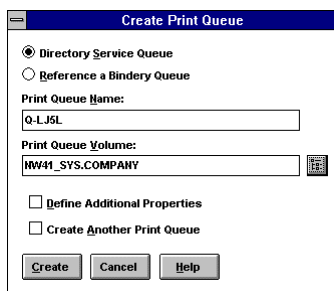 Create Print Queue
Directory Service Queue
Reference a Bindery Queue
Print Queue Name:
Q-LJ5L
Print Queue Volume:
NW41_SYS.COMPANY
Define Additional Properties
Create Another Print Queue
Create Cancel Help